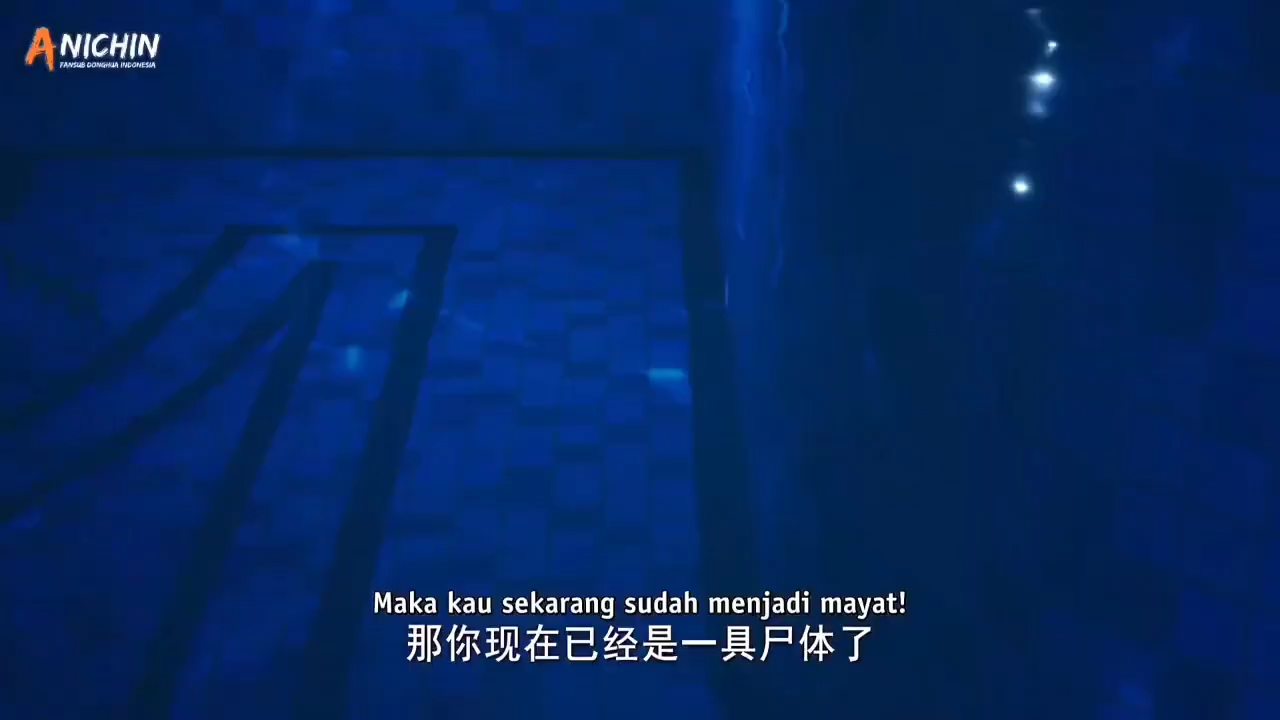 ANICHIN
FANSUB DONGHUA INDONESIA
Maka kau sekarang sudah menjadi mayat!
那你现在已经是一具尸体了